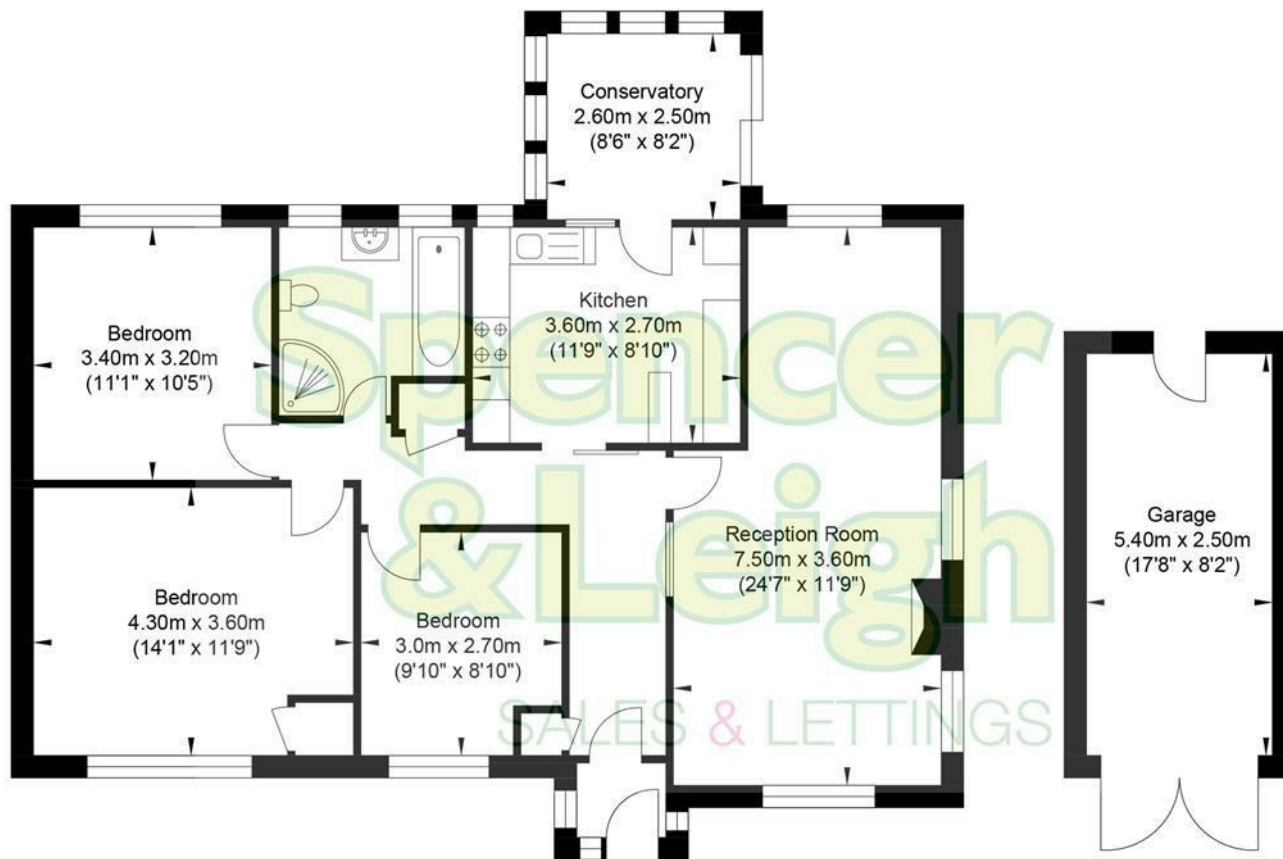 Conservatory
2.60m x 2.50m
(8'6" x 8'2")
Bedroom
3.40m x 3.20m
(11'1" x 10'5")
Kitchen
3.60m x 2.70m
(11'9" x 8'10")
Spencer
& Leigh
SALES & LETTINGS
Reception Room
7.50m x 3.60m
(24'7" x 11'9")
Garage
5.40m x 2.50m
(17'8" x 8'2")
Bedroom
4.30m x 3.60m
(14'1" x 11'9")
Bedroom
3.0m x 2.70m
(9'10" x 8'10")